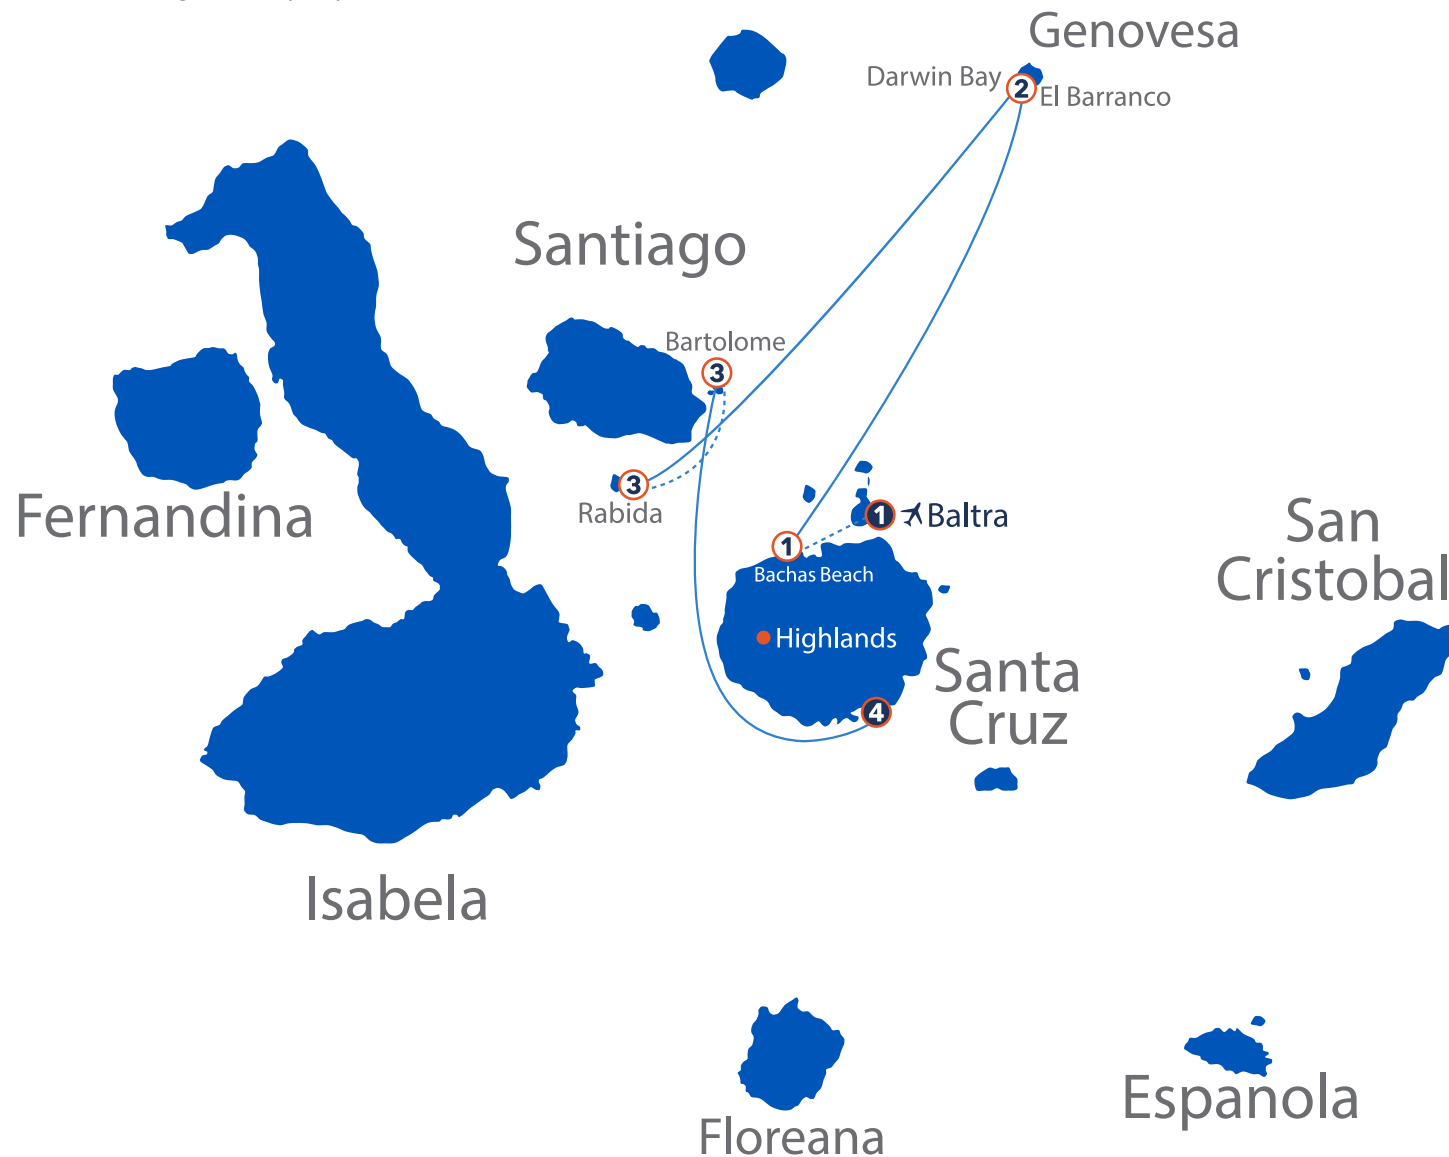 Genovesa
Darwin Bay
2
El Barranco
Santiago
Bartolome
3
3
Rabida
Fernandina
1
Baltra
1
Bachas Beach
Highlands
San
Cristobal
Santa
Cruz
4
Isabela
Floreana
Espanola